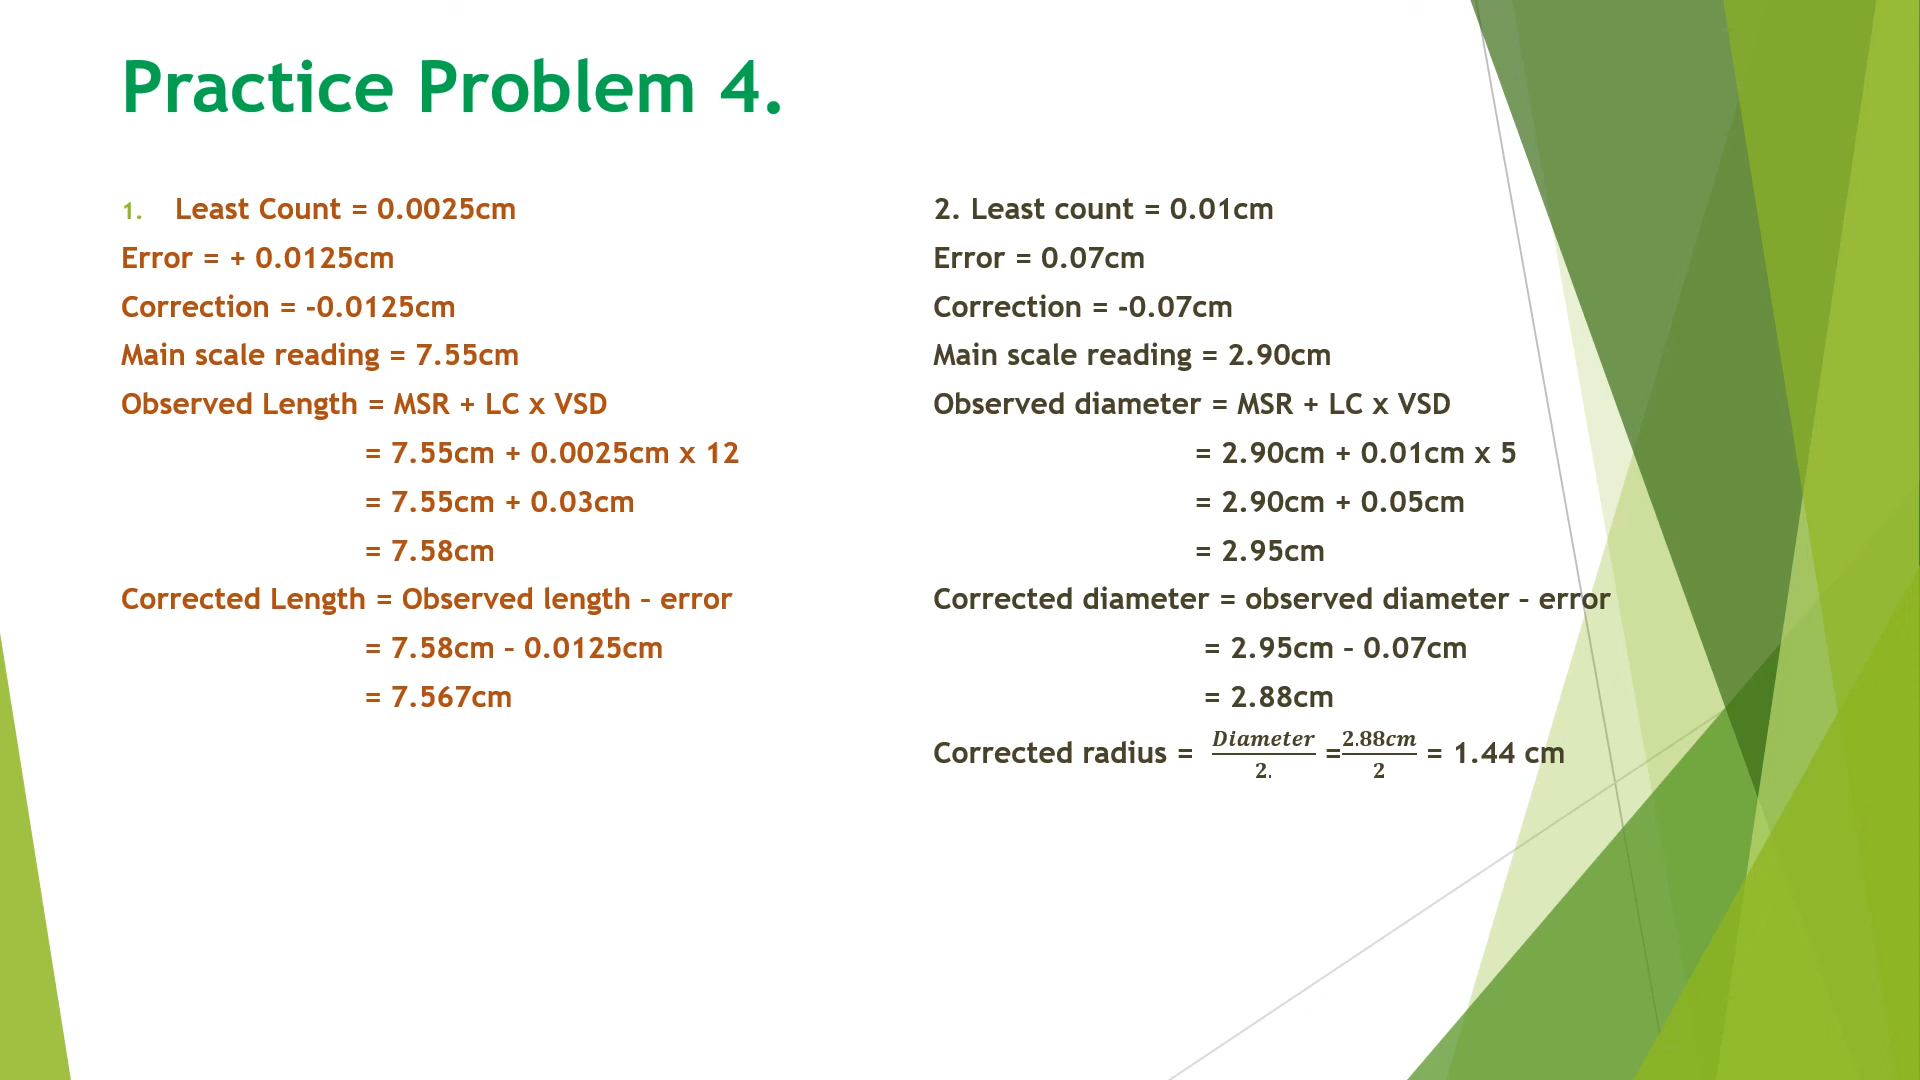 Practice Problem 4.
1. Least Count = 0.0025cm
Error = + 0.0125cm
Correction = -0.0125cm
Main scale reading = 7.55cm
Observed Length = MSR + LC x VSD
= 7.55cm + 0.0025cm x 12
= 7.55cm + 0.03cm
= 7.58cm
Corrected Length = Observed length – error
= 7.58cm – 0.0125cm
= 7.567cm
2. Least count = 0.01cm
Error = 0.07cm
Correction = -0.07cm
Main scale reading = 2.90cm
Observed diameter = MSR + LC x VSD
= 2.90cm + 0.01cm x 5
= 2.90cm + 0.05cm
= 2.95cm
Corrected diameter = observed diameter – error
= 2.95cm – 0.07cm
= 2.88cm
Corrected radius = Diameter/2. = 2.88cm/2 = 1.44 cm